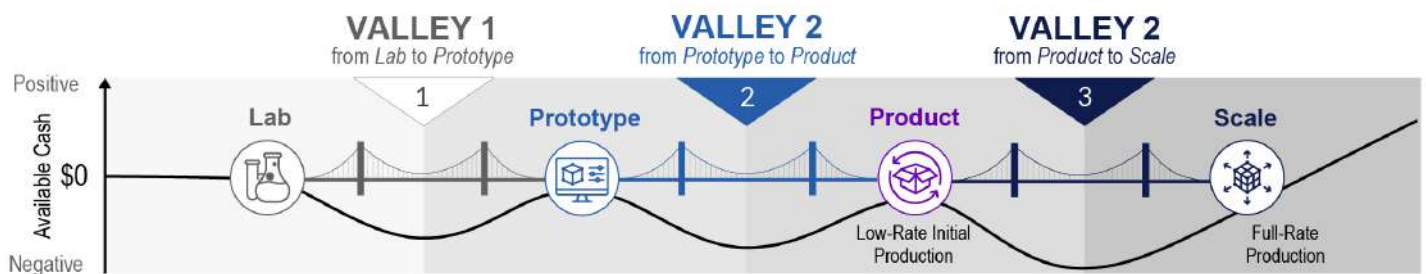 VALLEY 1
from Lab to Prototype
VALLEY 2
from Prototype to Product
VALLEY 2
from Product to Scale
Positive
1
2
3
Lab
Prototype
Product
Scale
Available Cash
$0
Low-Rate Initial
Production
Full-Rate
Production
Negative